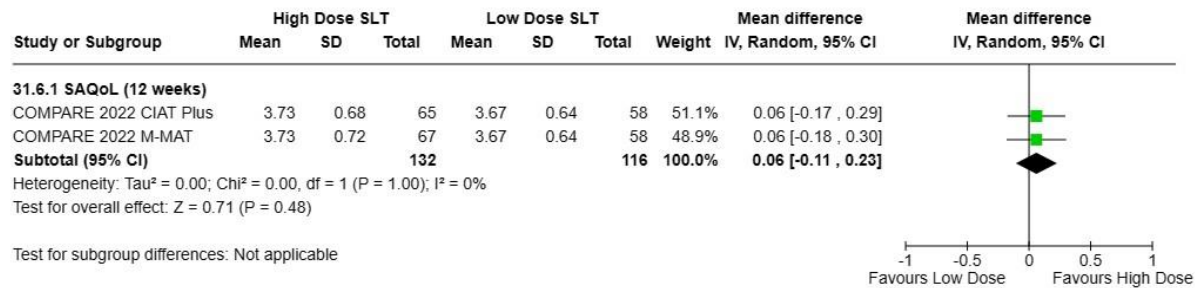 High Dose SLT Low Dose SLT Mean difference Mean difference
Study or Subgroup Mean SD Total Mean SD Total Weight IV, Random, 95% CI IV, Random, 95% CI
31.6.1 SAQoL (12 weeks)
COMPARE 2022 CIAT Plus 3.73 0.68 65 3.67 0.64 58 51.1% 0.06 [-0.17 , 0.29]
COMPARE 2022 M-MAT 3.73 0.72 67 3.67 0.64 58 48.9% 0.06 [-0.18 , 0.30]
Subtotal (95% CI) 132 116 100.0% 0.06 [-0.11 , 0.23]
Heterogeneity: Tau² = 0.00; Chi² = 0.00, df = 1 (P = 1.00); I² = 0%
Test for overall effect: Z = 0.71 (P = 0.48)
Test for subgroup differences: Not applicable
-1 -0.5 0 0.5 1
Favours Low Dose Favours High Dose